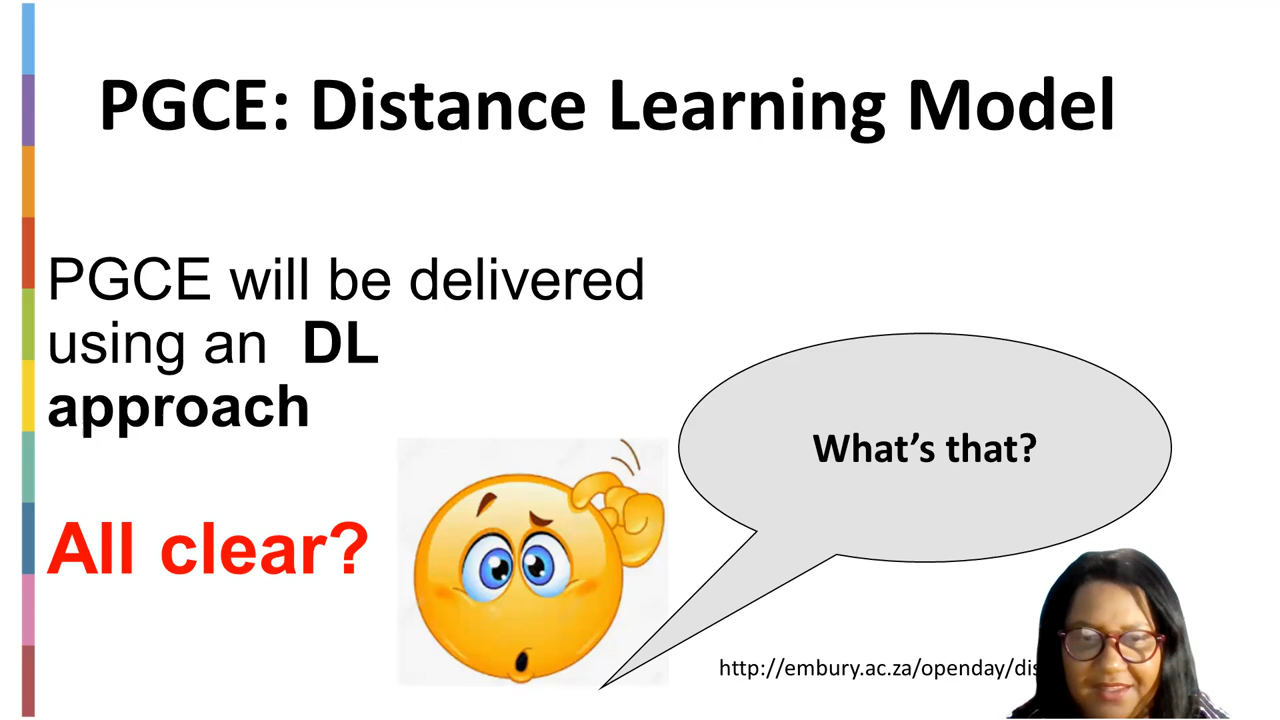 PGCE: Distance Learning Model
PGCE will be delivered
using an DL
approach
All clear?
What's that?
http://embury.ac.za/openday/dis